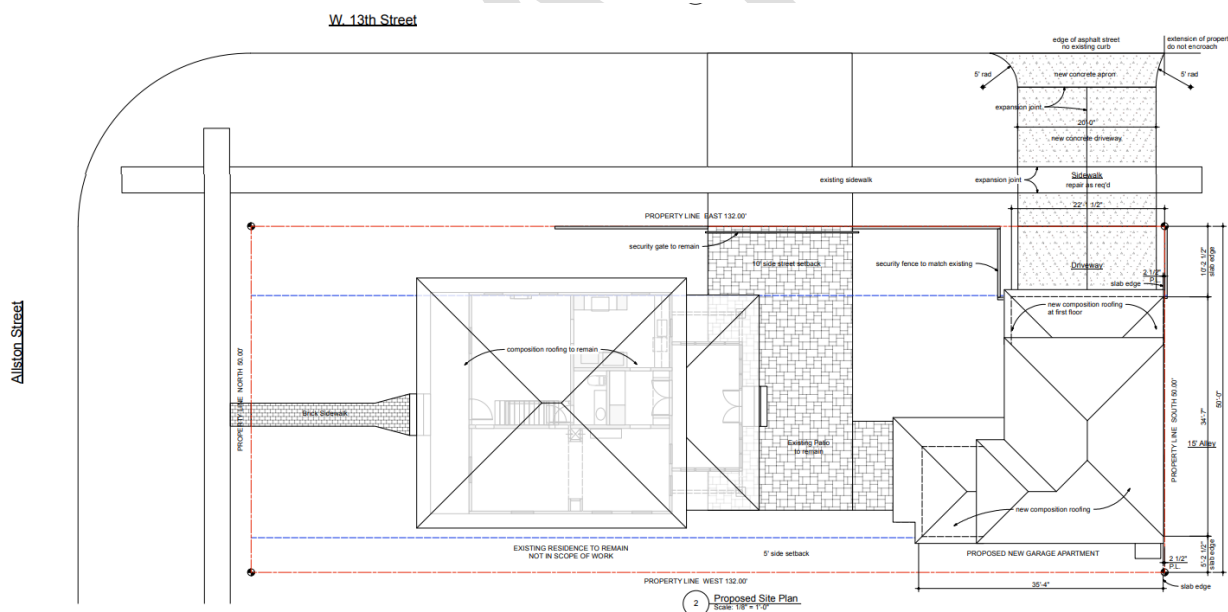 W. 13th Street
edge of asphalt street
no existing curb
extension of propert
do not encroach
5' rad
new concrete apron
5' rad
expansion joint
20'-0"
new concrete driveway
existing sidewalk
expansion joint
Sidewalk
repair as req'd
22'-1 1/2"
PROPERTY LINE EAST 132.00'
security gate to remain
10' side street setback
security fence to match existing
Driveway
2 1/2"
P.L.
slab edge
10'-2 1/2"
slab edge
new composition roofing
at first floor
Allston Street
PROPERTY LINE NORTH 50.00'
composition roofing to remain
Brick Sidewalk
Existing Patio
to remain
PROPERTY LINE SOUTH 50.00'
34'-7"
50'-0"
15' Alley
new composition roofing
EXISTING RESIDENCE TO REMAIN
NOT IN SCOPE OF WORK
5' side setback
PROPOSED NEW GARAGE APARTMENT
5'-2 1/2"
slab edge
2 1/2"
P.L.
PROPERTY LINE WEST 132.00'
35'-4"
slab edge
2
Proposed Site Plan
Scale: 1/8" = 1'-0"